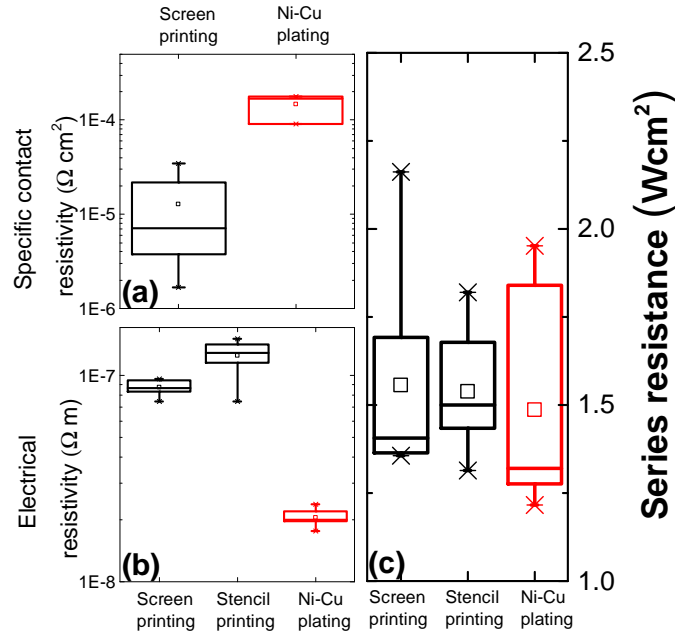 Screen printing
Ni-Cu plating
Specific contact
resistivity (Ω cm²)
1E-4
1E-5
1E-6
(a)
Electrical
resistivity (Ω m)
1E-7
1E-8
(b)
Screen printing
Stencil printing
Ni-Cu plating
2.5
2.0
1.5
1.0
Series resistance (Wcm²)
(c)
Screen printing
Stencil printing
Ni-Cu plating